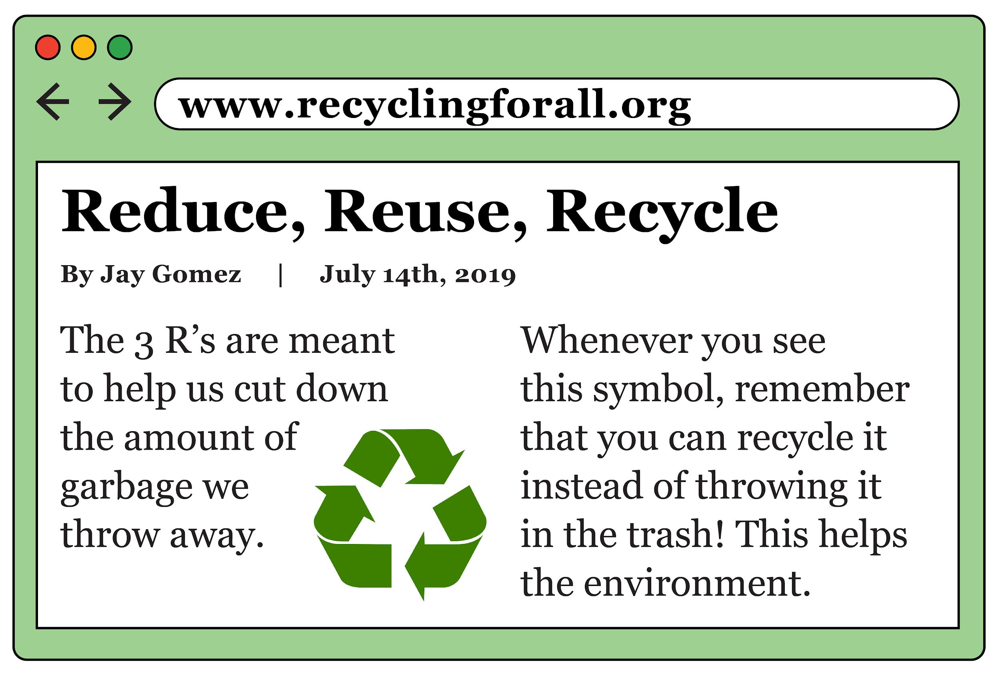 www.recyclingforall.org
Reduce, Reuse, Recycle
By Jay Gomez | July 14th, 2019
The 3 R’s are meant
to help us cut down
the amount of
garbage we
throw away.
Whenever you see
this symbol, remember
that you can recycle it
instead of throwing it
in the trash! This helps
the environment.